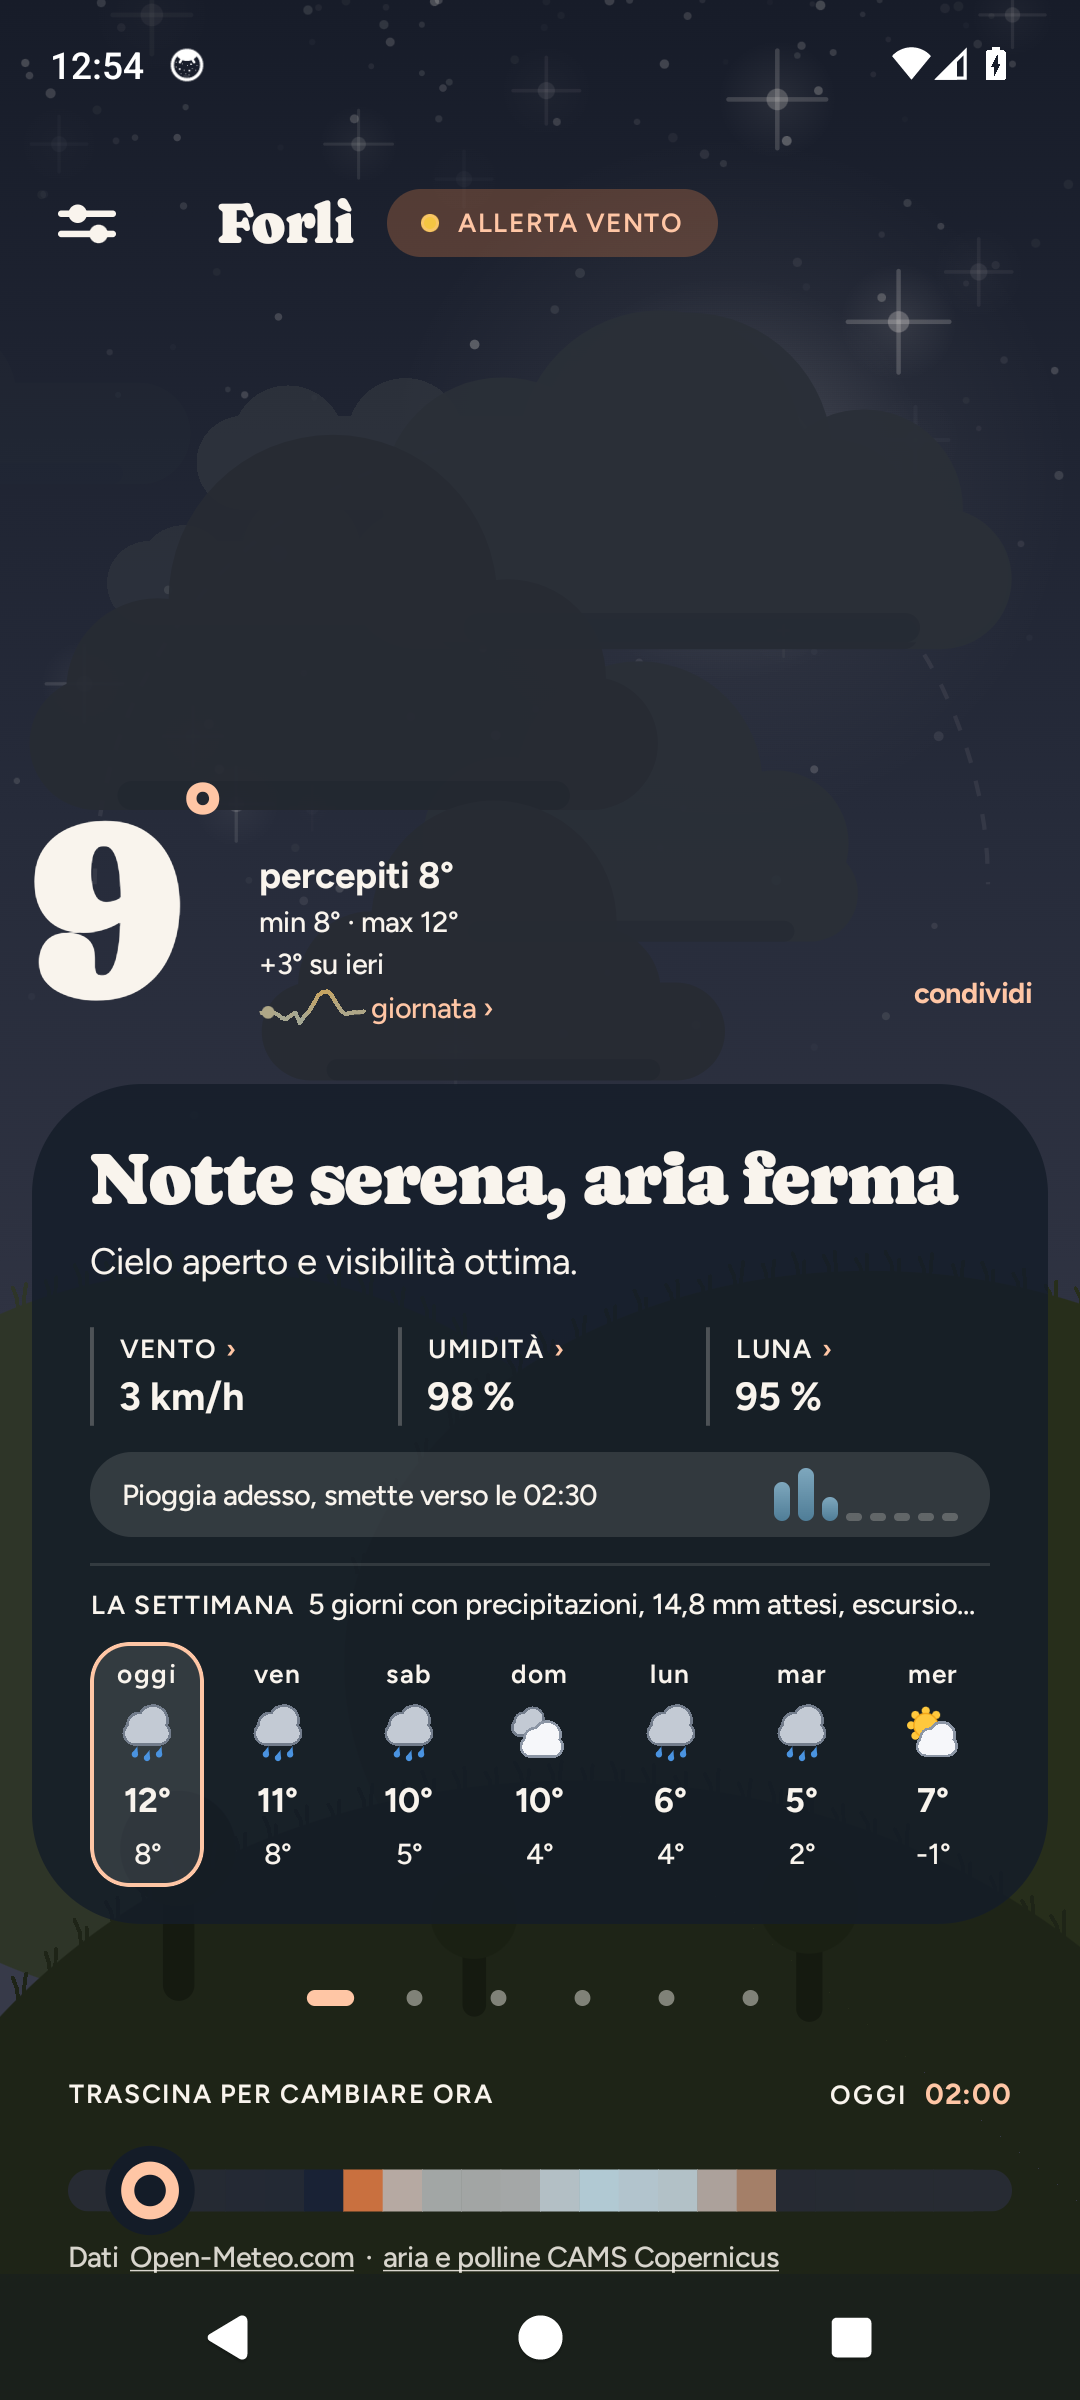 12:54
Forlì
ALLERTA VENTO
9°
percepiti 8°
min 8° · max 12°
+3° su ieri
giornata ›
condividi
Notte serena, aria ferma
Cielo aperto e visibilità ottima.
VENTO › UMIDITÀ › LUNA ›
3 km/h 98 % 95 %
Pioggia adesso, smette verso le 02:30
LA SETTIMANA 5 giorni con precipitazioni, 14,8 mm attesi, escursio...
oggi ven sab dom lun mar mer
12° 11° 10° 10° 6° 5° 7°
8° 8° 5° 4° 4° 2° -1°
TRASCINA PER CAMBIARE ORA OGGI 02:00
Dati Open-Meteo.com · aria e polline CAMS Copernicus